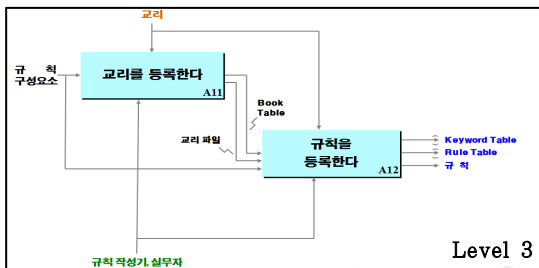 교리
규 칙
구성요소
교리를 등록한다
A11
Book
Table
교리 파일
규칙을
등록한다
A12
Keyword Table
Rule Table
규 칙
규칙 작성기, 실무자
Level 3